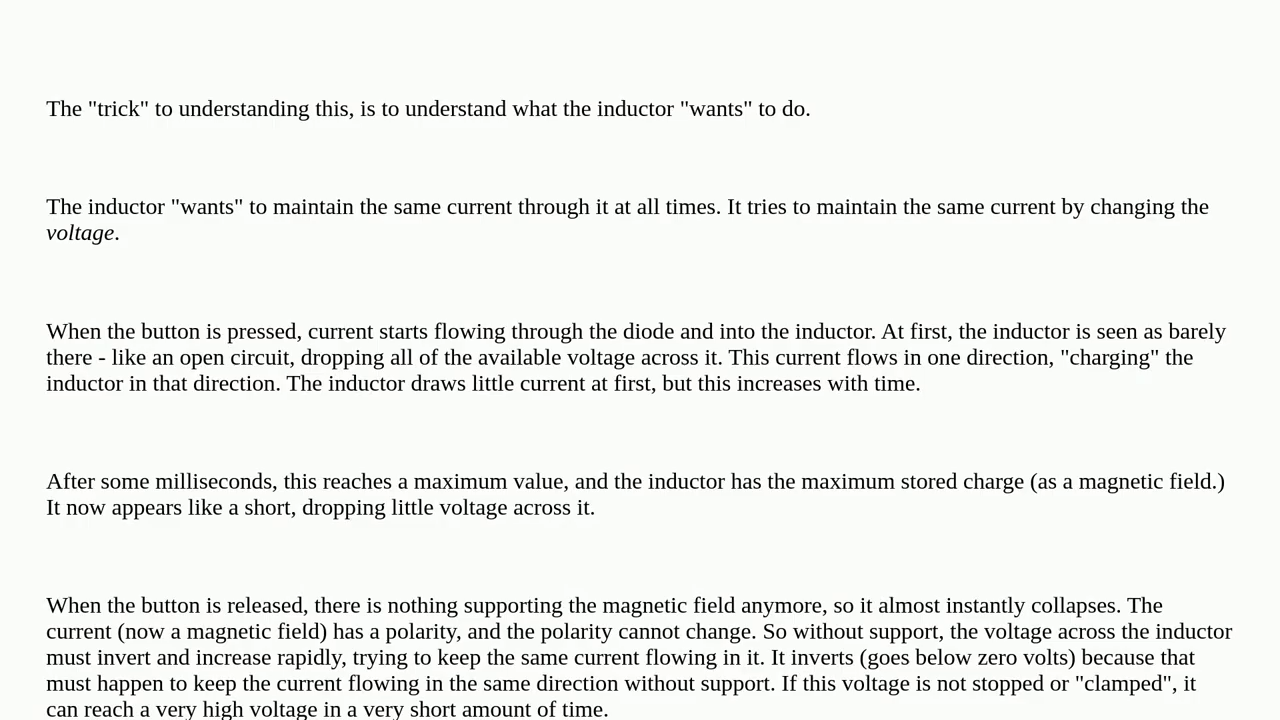 The "trick" to understanding this, is to understand what the inductor "wants" to do.
The inductor "wants" to maintain the same current through it at all times. It tries to maintain the same current by changing the
voltage.
When the button is pressed, current starts flowing through the diode and into the inductor. At first, the inductor is seen as barely
there - like an open circuit, dropping all of the available voltage across it. This current flows in one direction, "charging" the
inductor in that direction. The inductor draws little current at first, but this increases with time.
After some milliseconds, this reaches a maximum value, and the inductor has the maximum stored charge (as a magnetic field.)
It now appears like a short, dropping little voltage across it.
When the button is released, there is nothing supporting the magnetic field anymore, so it almost instantly collapses. The
current (now a magnetic field) has a polarity, and the polarity cannot change. So without support, the voltage across the inductor
must invert and increase rapidly, trying to keep the same current flowing in it. It inverts (goes below zero volts) because that
must happen to keep the current flowing in the same direction without support. If this voltage is not stopped or "clamped", it
can reach a very high voltage in a very short amount of time.